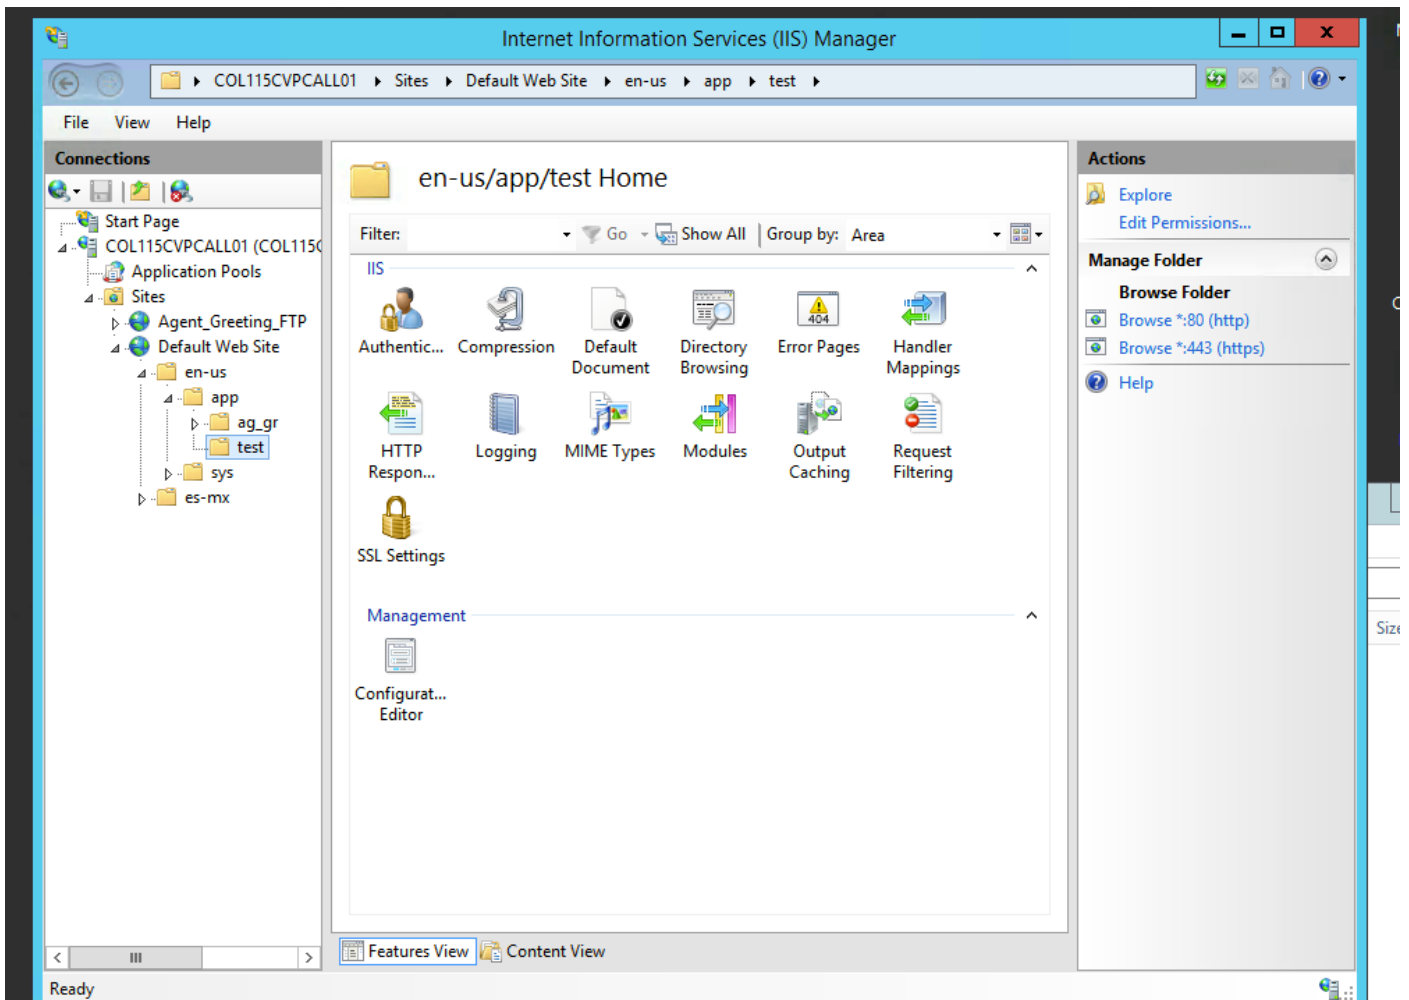 Internet Information Services (IIS) Manager
COL115CVPCALL01 Sites Default Web Site en-us app test
File View Help
Connections
Start Page
COL115CVPCALL01 (COL115C
Application Pools
Sites
Agent_Greeting_FTP
Default Web Site
en-us
app
ag_gr
test
sys
es-mx
en-us/app/test Home
Filter: Go Show All Group by: Area
IIS
Authentic... Compression Default Document Directory Browsing Error Pages Handler Mappings
404
HTTP Respon... Logging MIME Types Modules Output Caching Request Filtering
SSL Settings
Management
Configurat... Editor
Features View Content View
Actions
Explore
Edit Permissions...
Manage Folder
Browse Folder
Browse *:80 (http)
Browse *:443 (https)
Help
Ready